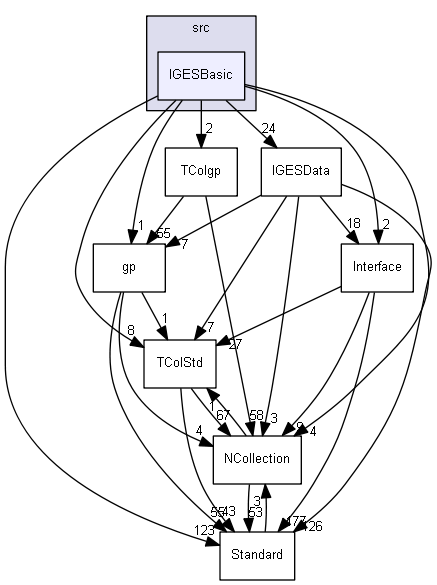 src
IGESBasic
2
24
TColgp
IGESData
1
55
7
18
2
gp
Interface
1
8
7
27
TColStd
1
67
58
3
9
4
4
NCollection
3
55
43
53
177
126
123
Standard